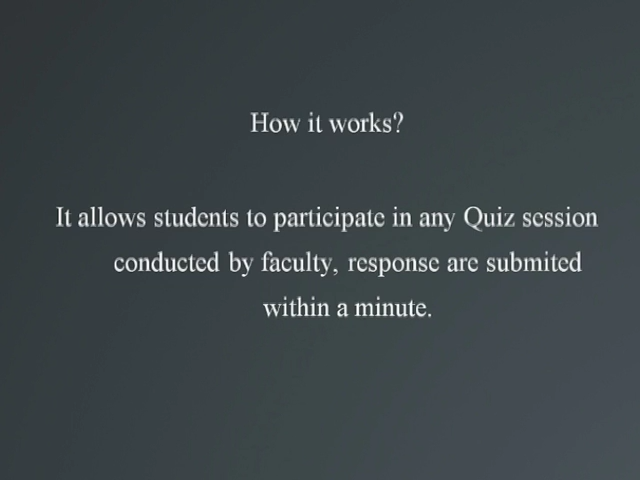 How it works?
It allows students to participate in any Quiz session
conducted by faculty, response are submited
within a minute.